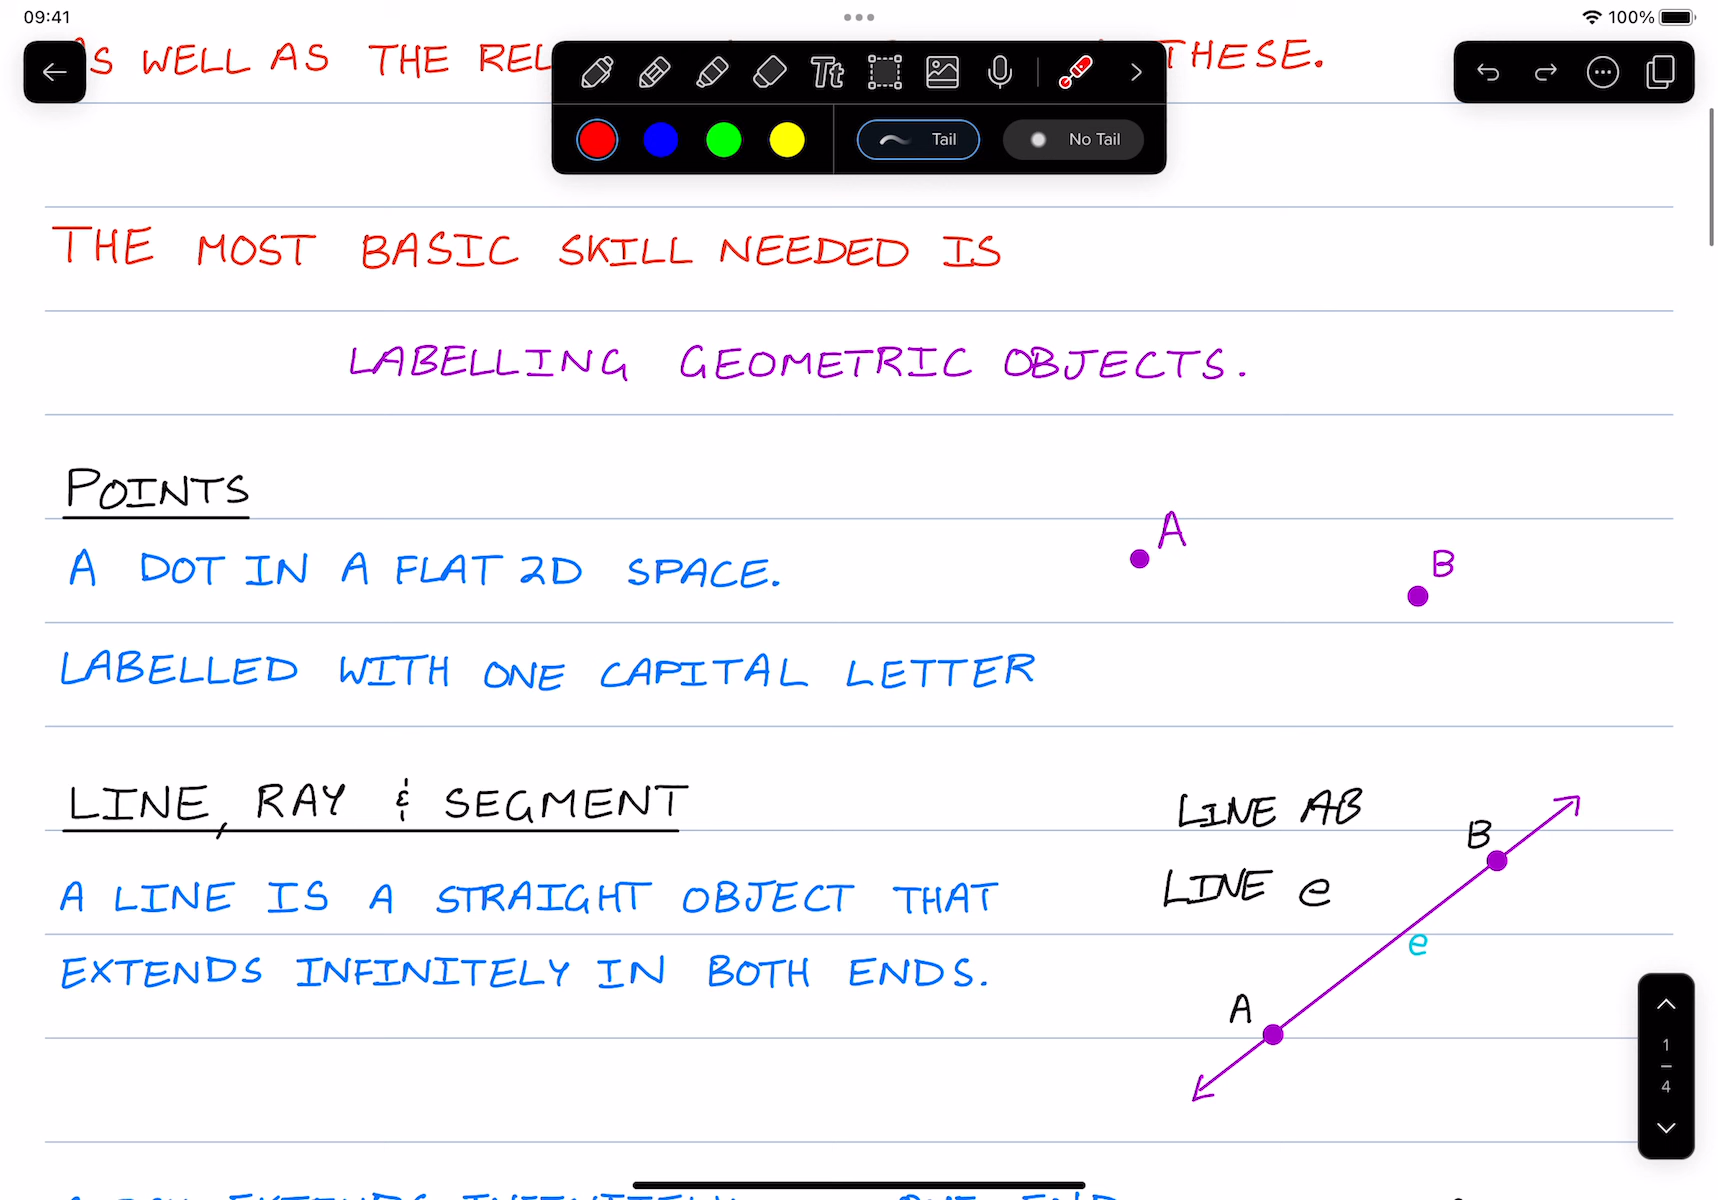 09:41
100%
AS WELL AS THE THESE.
Tt
Tail
No Tail
THE MOST BASIC SKILL NEEDED IS
LABELLING GEOMETRIC OBJECTS.
POINTS
A
B
A DOT IN A FLAT 2D SPACE.
LABELLED WITH ONE CAPITAL LETTER
LINE, RAY & SEGMENT
LINE AB
B
A LINE IS A STRAIGHT OBJECT THAT
LINE e
e
EXTENDS INFINITELY IN BOTH ENDS.
A
1
4